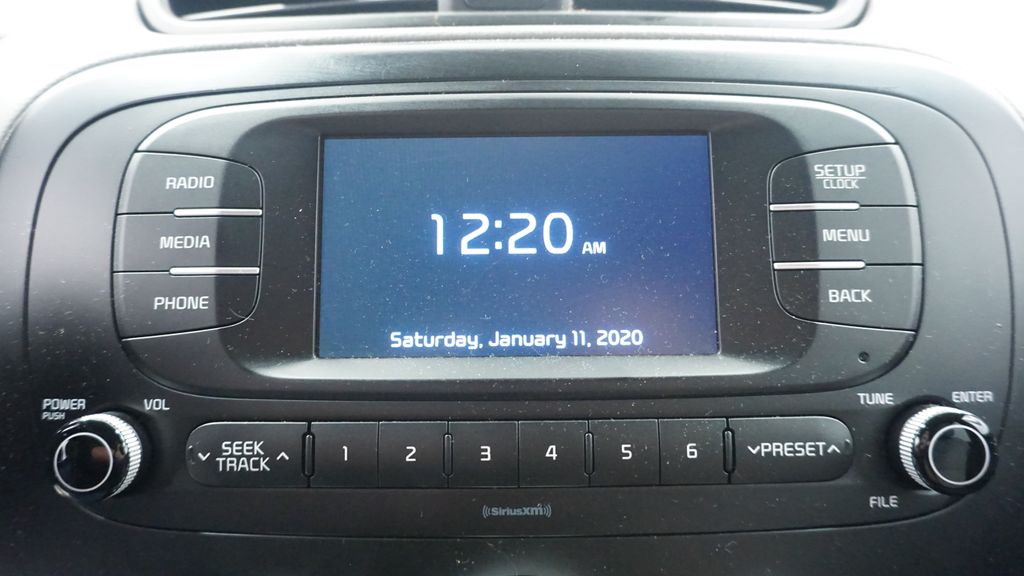 RADIO
MEDIA
PHONE
12:20 AM
Saturday, January 11, 2020
SETUP
CLOCK
MENU
BACK
POWER
PUSH
VOL
SEEK
TRACK
1 2 3 4 5 6
PRESET
TUNE
ENTER
FILE
((SiriusXM))